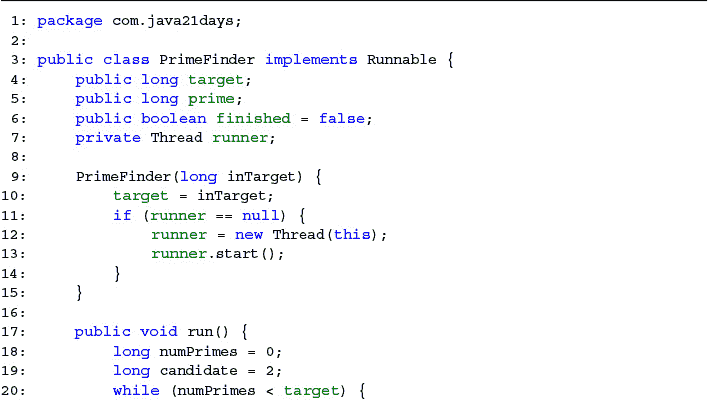 1: package com.java21days;
2:
3: public class PrimeFinder implements Runnable {
4:     public long target;
5:     public long prime;
6:     public boolean finished = false;
7:     private Thread runner;
8:
9:     PrimeFinder(long inTarget) {
10:         target = inTarget;
11:         if (runner == null) {
12:             runner = new Thread(this);
13:             runner.start();
14:         }
15:     }
16:
17:     public void run() {
18:         long numPrimes = 0;
19:         long candidate = 2;
20:         while (numPrimes < target) {